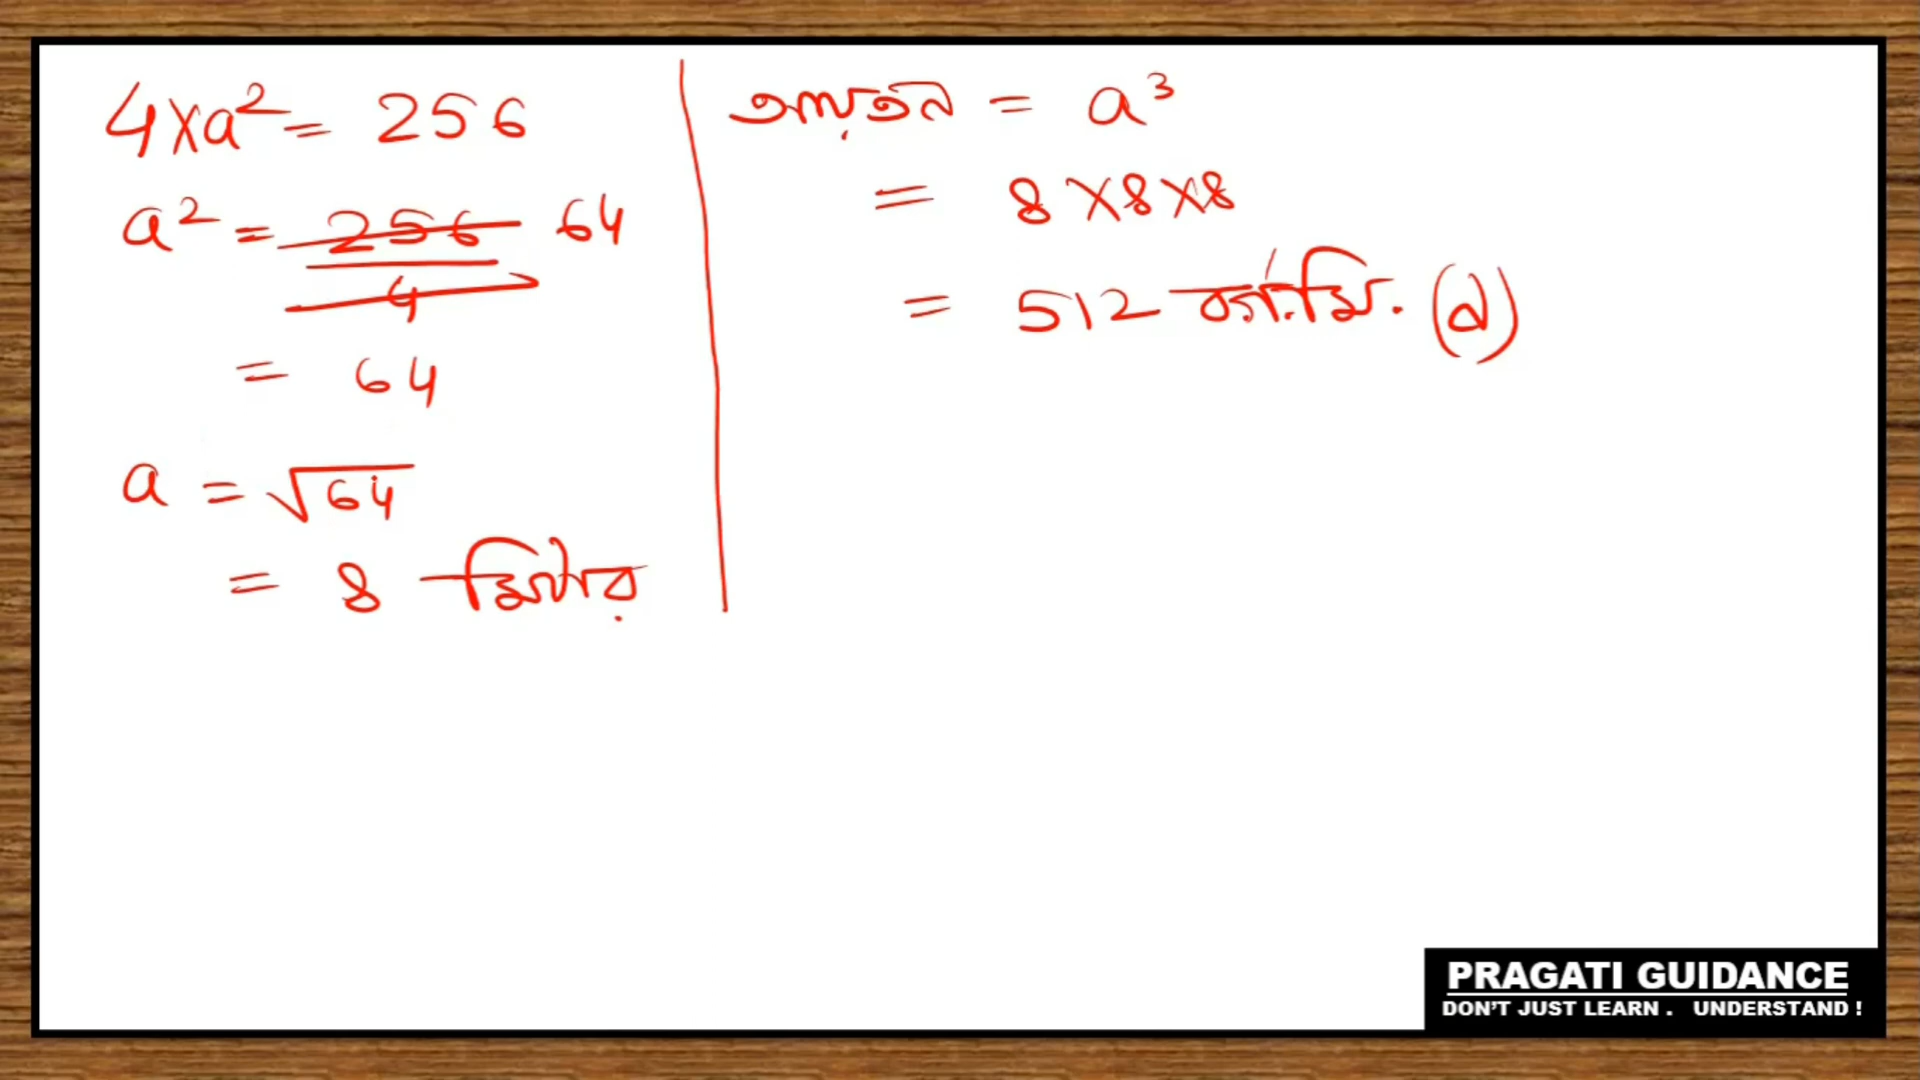 4×a² = 256
a² = 256/4 64
= 64
a = √64
= 8 মিটার
আয়তন = a³
= 8×8×8
= 512
PRAGATI GUIDANCE
DON'T JUST LEARN . UNDERSTAND !